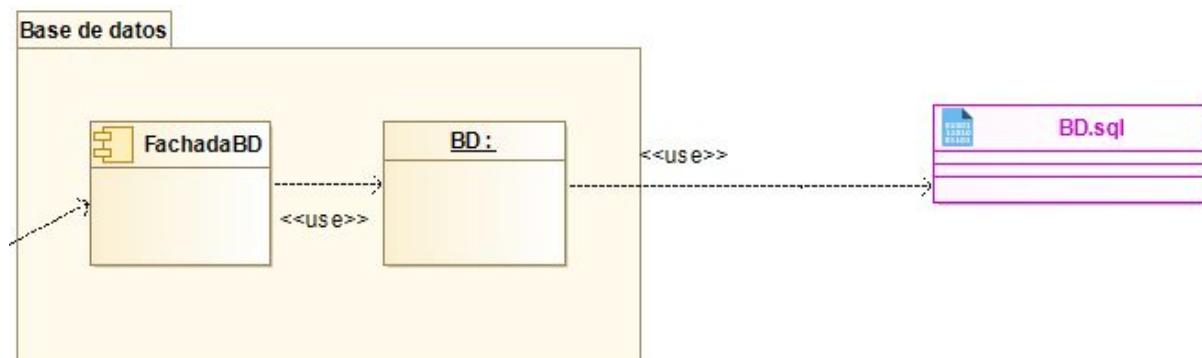 Base de datos
FachadaBD
BD:
<<use>>
<<use>>
BD.sql